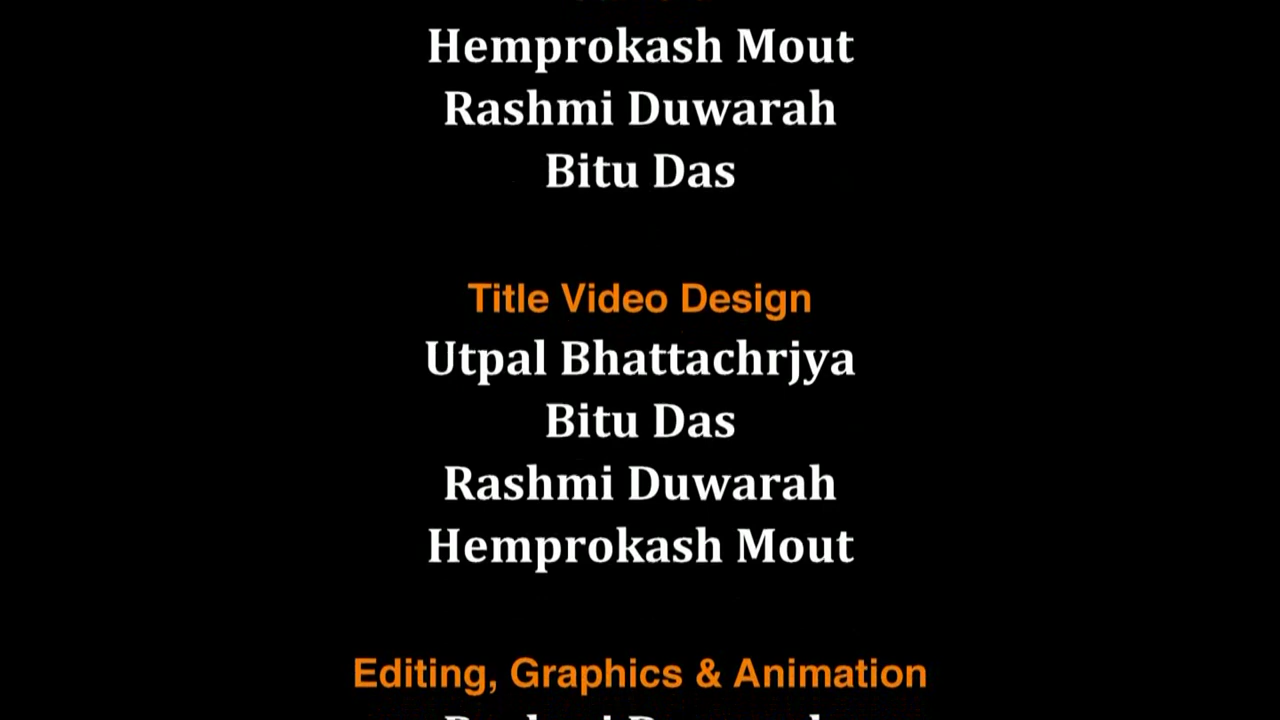 Hemprokash Mout
Rashmi Duwarah
Bitu Das
Title Video Design
Utpal Bhattachrjya
Bitu Das
Rashmi Duwarah
Hemprokash Mout
Editing, Graphics & Animation